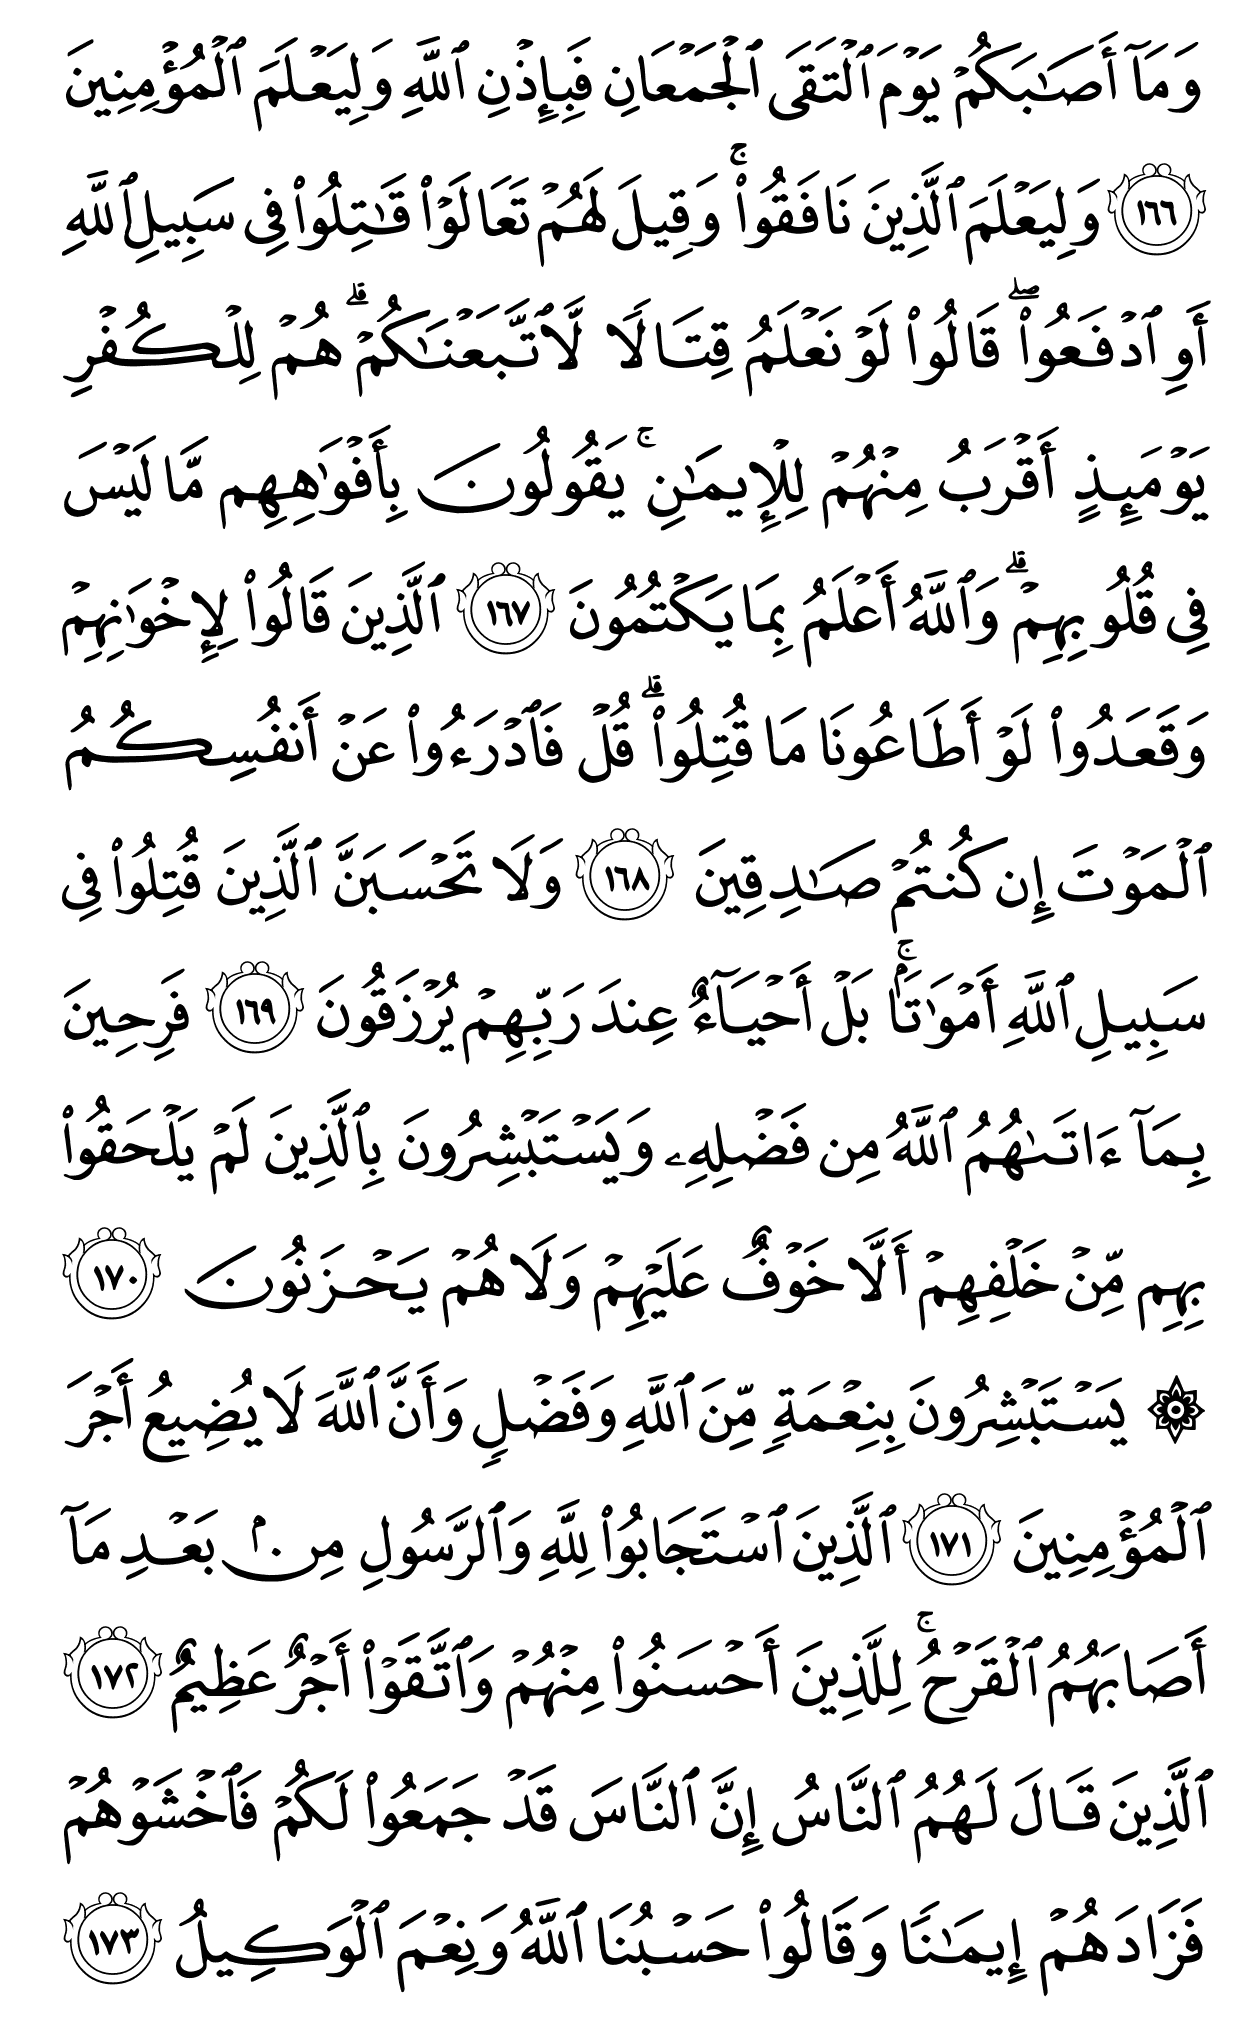 وَمَآ أَصَـٰبَكُمْ يَوْمَ ٱلْتَقَى ٱلْجَمْعَانِ فَبِإِذْنِ ٱللَّهِ وَلِيَعْلَمَ ٱلْمُؤْمِنِينَ
١٦٦ وَلِيَعْلَمَ ٱلَّذِينَ نَافَقُوا۟ ۚ وَقِيلَ لَهُمْ تَعَالَوْا۟ قَـٰتِلُوا۟ فِى سَبِيلِ ٱللَّهِ
أَوِ ٱدْفَعُوا۟ ۖ قَالُوا۟ لَوْ نَعْلَمُ قِتَالًا لَّٱتَّبَعْنَـٰكُمْ ۗ هُمْ لِلْكُفْرِ
يَوْمَئِذٍ أَقْرَبُ مِنْهُمْ لِلْإِيمَـٰنِ ۚ يَقُولُونَ بِأَفْوَٰهِهِم مَّا لَيْسَ
فِى قُلُوبِهِمْ ۗ وَٱللَّهُ أَعْلَمُ بِمَا يَكْتُمُونَ ١٦٧ ٱلَّذِينَ قَالُوا۟ لِإِخْوَٰنِهِمْ
وَقَعَدُوا۟ لَوْ أَطَاعُونَا مَا قُتِلُوا۟ ۗ قُلْ فَٱدْرَءُوا۟ عَنْ أَنفُسِكُمُ
ٱلْمَوْتَ إِن كُنتُمْ صَـٰدِقِينَ ١٦٨ وَلَا تَحْسَبَنَّ ٱلَّذِينَ قُتِلُوا۟ فِى
سَبِيلِ ٱللَّهِ أَمْوَٰتًۢا ۚ بَلْ أَحْيَآءٌ عِندَ رَبِّهِمْ يُرْزَقُونَ ١٦٩ فَرِحِينَ
بِمَآ ءَاتَىٰهُمُ ٱللَّهُ مِن فَضْلِهِۦ وَيَسْتَبْشِرُونَ بِٱلَّذِينَ لَمْ يَلْحَقُوا۟
بِهِم مِّنْ خَلْفِهِمْ أَلَّا خَوْفٌ عَلَيْهِمْ وَلَا هُمْ يَحْزَنُونَ ١٧٠
۞ يَسْتَبْشِرُونَ بِنِعْمَةٍ مِّنَ ٱللَّهِ وَفَضْلٍ وَأَنَّ ٱللَّهَ لَا يُضِيعُ أَجْرَ
ٱلْمُؤْمِنِينَ ١٧١ ٱلَّذِينَ ٱسْتَجَابُوا۟ لِلَّهِ وَٱلرَّسُولِ مِنۢ بَعْدِ مَآ
أَصَابَهُمُ ٱلْقَرْحُ ۚ لِلَّذِينَ أَحْسَنُوا۟ مِنْهُمْ وَٱتَّقَوْا۟ أَجْرٌ عَظِيمٌ ١٧٢
ٱلَّذِينَ قَالَ لَهُمُ ٱلنَّاسُ إِنَّ ٱلنَّاسَ قَدْ جَمَعُوا۟ لَكُمْ فَٱخْشَوْهُمْ
فَزَادَهُمْ إِيمَـٰنًا وَقَالُوا۟ حَسْبُنَا ٱللَّهُ وَنِعْمَ ٱلْوَكِيلُ ١٧٣